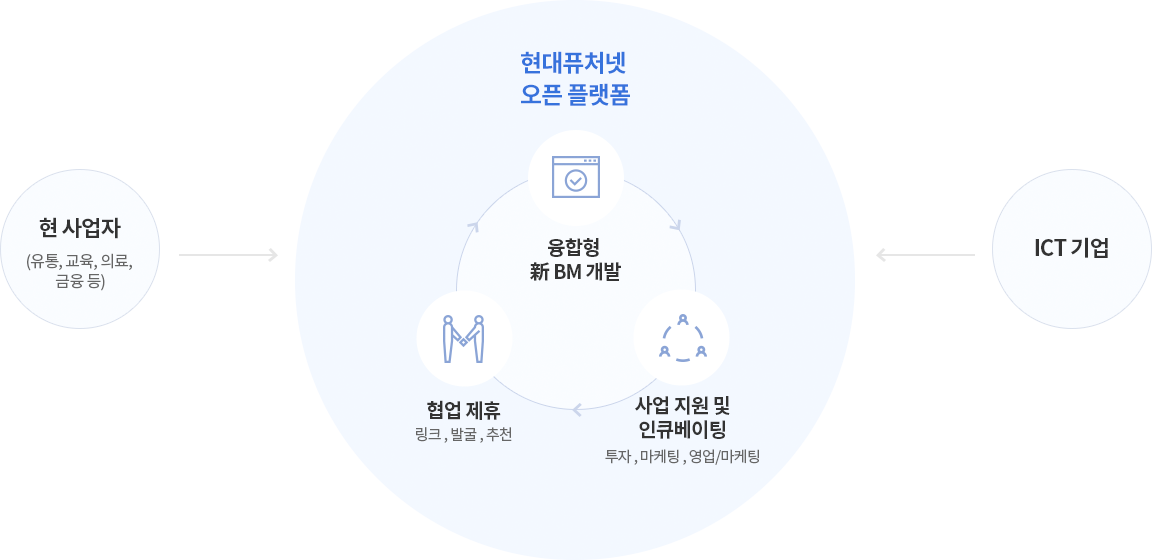 현대퓨처넷
오픈 플랫폼
현 사업자
(유통, 교육, 의료,
금융 등)
융합형
新 BM 개발
ICT 기업
협업 제휴
링크 , 발굴 , 추천
사업 지원 및
인큐베이팅
투자 , 마케팅 , 영업/마케팅